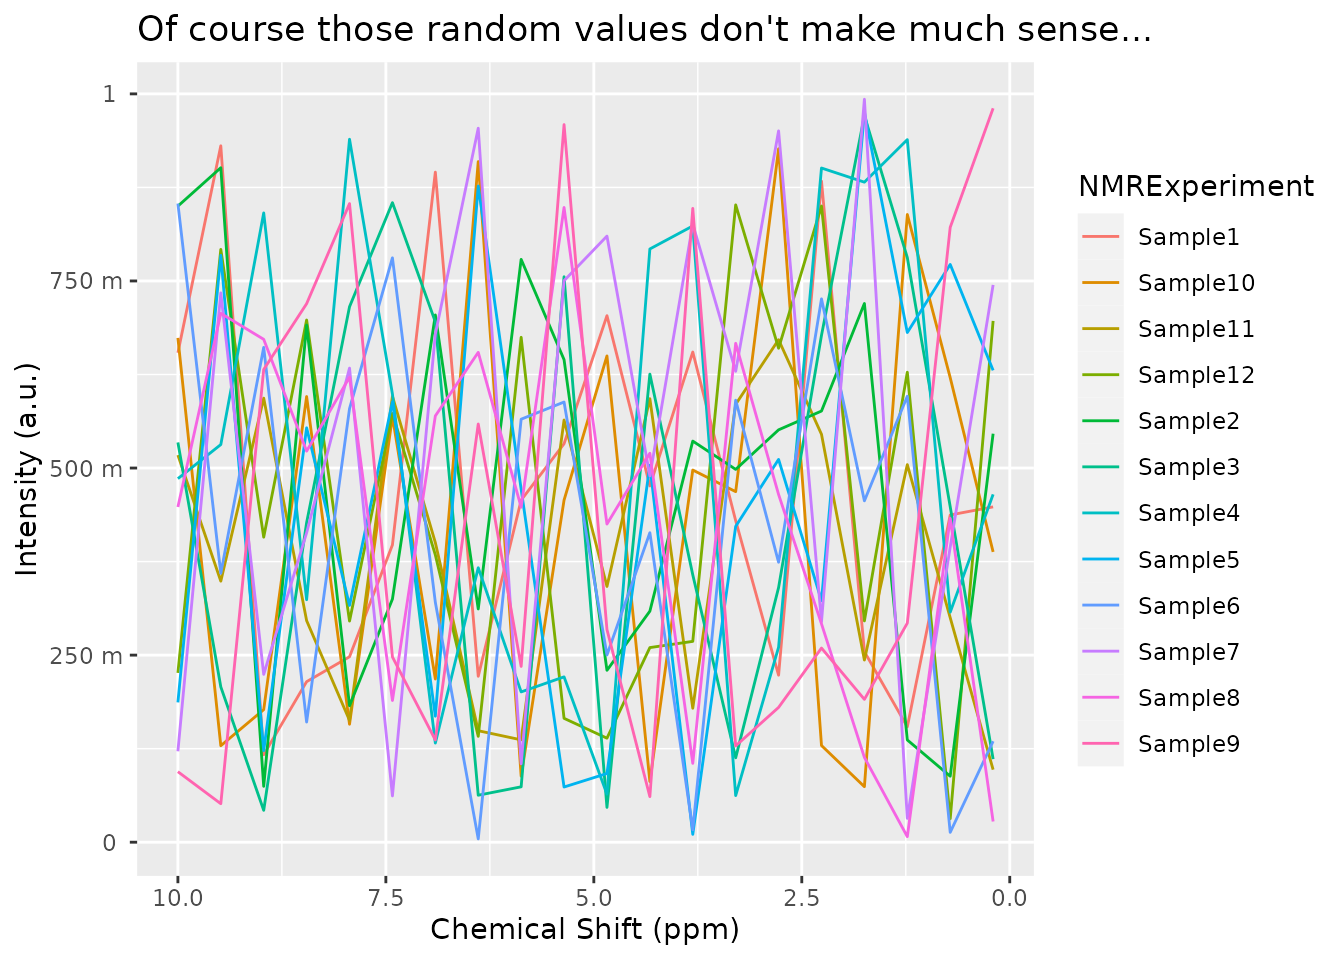 Of course those random values don't make much sense...
1
750 m
500 m
250 m
0
Intensity (a.u.)
10.0
7.5
5.0
2.5
0.0
Chemical Shift (ppm)
NMRExperiment
Sample1
Sample10
Sample11
Sample12
Sample2
Sample3
Sample4
Sample5
Sample6
Sample7
Sample8
Sample9